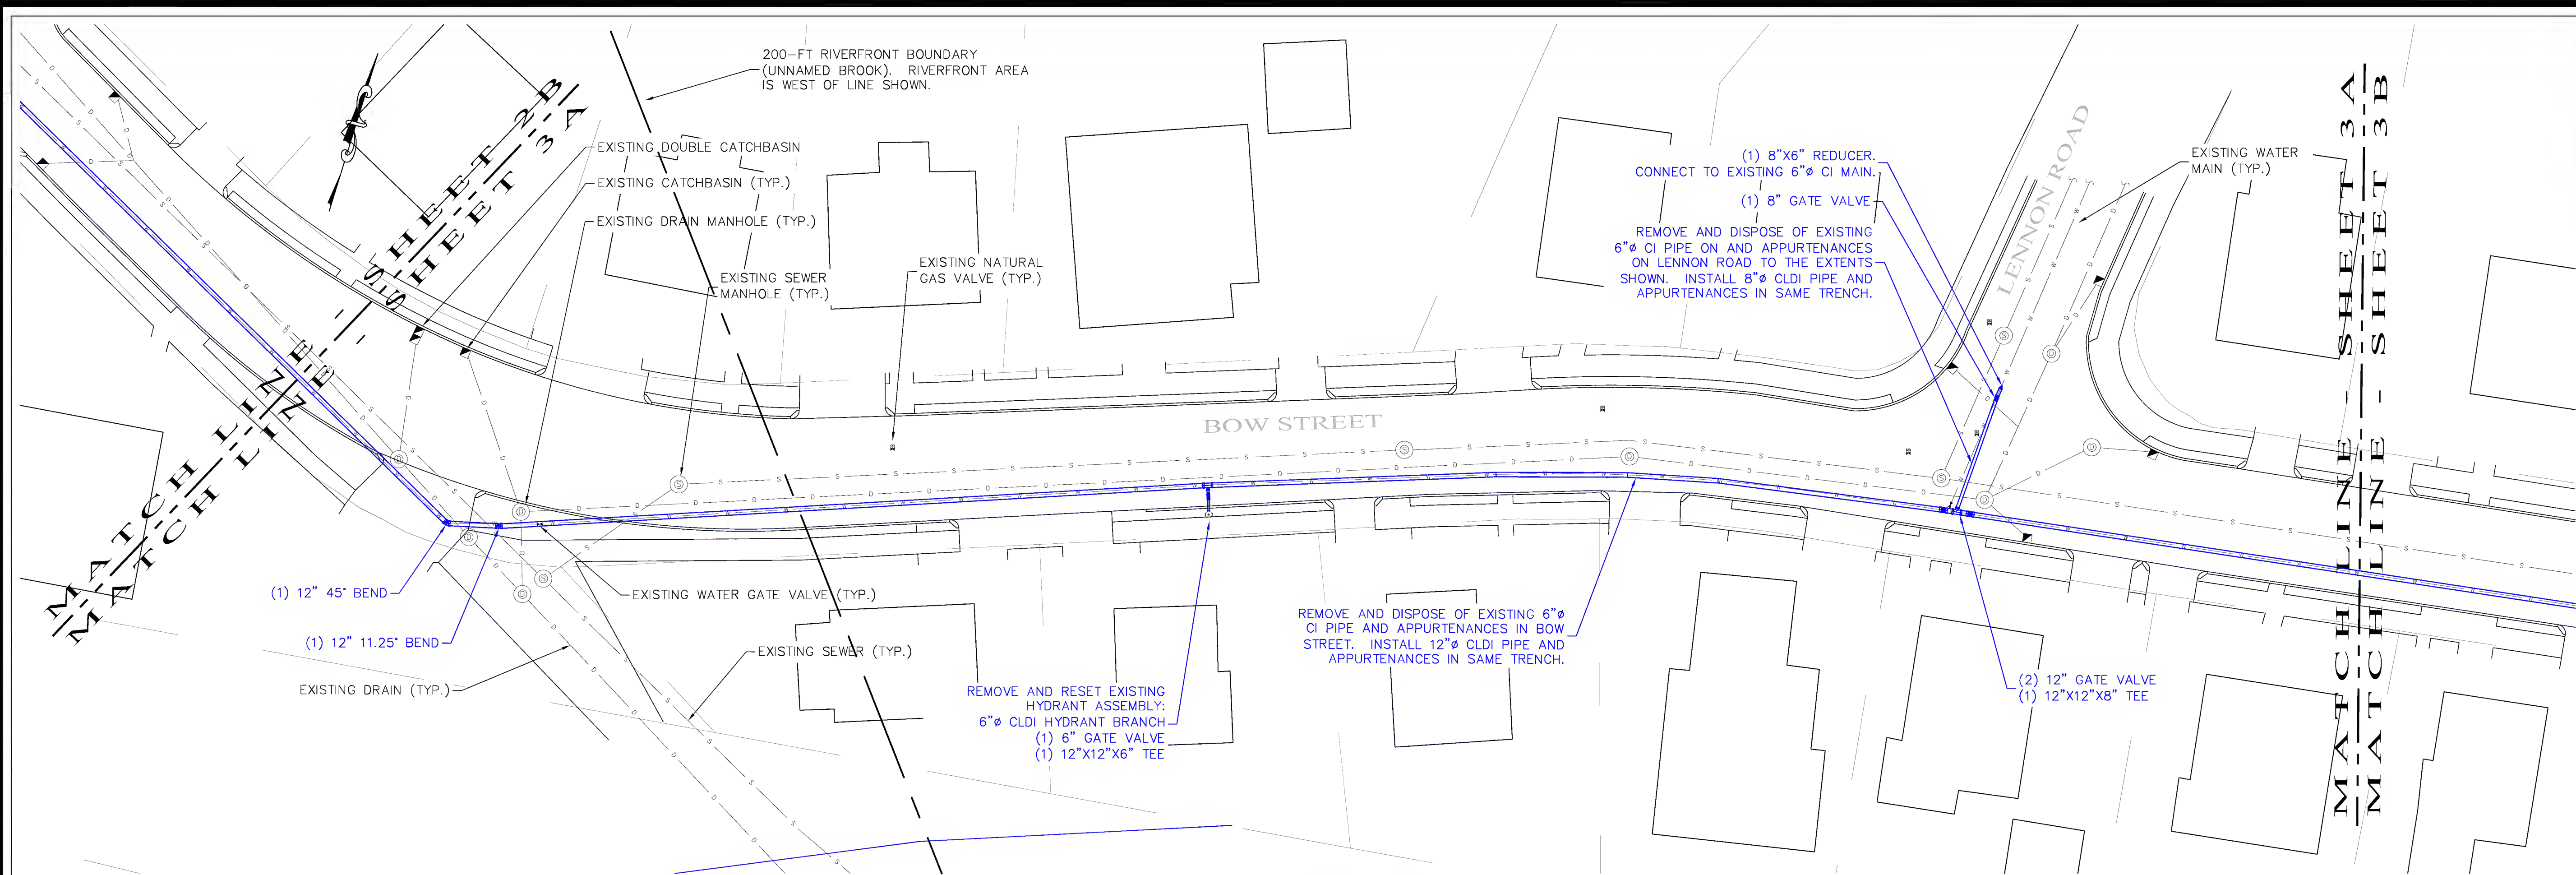 200-FT RIVERFRONT BOUNDARY
(UNNAMED BROOK). RIVERFRONT AREA
IS WEST OF LINE SHOWN.
MATCH LINE - SHEET 2B
MATCH LINE - SHEET 3A
EXISTING DOUBLE CATCHBASIN
EXISTING CATCHBASIN (TYP.)
EXISTING DRAIN MANHOLE (TYP.)
EXISTING SEWER
MANHOLE (TYP.)
EXISTING NATURAL
GAS VALVE (TYP.)
(1) 8"X6" REDUCER.
CONNECT TO EXISTING 6"ø CI MAIN.
(1) 8" GATE VALVE
REMOVE AND DISPOSE OF EXISTING
6"ø CI PIPE ON AND APPURTENANCES
ON LENNON ROAD TO THE EXTENTS
SHOWN. INSTALL 8"ø CLDI PIPE AND
APPURTENANCES IN SAME TRENCH.
LENNON ROAD
EXISTING WATER
MAIN (TYP.)
MATCH LINE - SHEET 3A
MATCH LINE - SHEET 3B
BOW STREET
(1) 12" 45° BEND
(1) 12" 11.25° BEND
EXISTING DRAIN (TYP.)
EXISTING WATER GATE VALVE (TYP.)
EXISTING SEWER (TYP.)
REMOVE AND RESET EXISTING
HYDRANT ASSEMBLY:
6"ø CLDI HYDRANT BRANCH
(1) 6" GATE VALVE
(1) 12"X12"X6" TEE
REMOVE AND DISPOSE OF EXISTING 6"ø
CI PIPE AND APPURTENANCES IN BOW
STREET. INSTALL 12"ø CLDI PIPE AND
APPURTENANCES IN SAME TRENCH.
(2) 12" GATE VALVE
(1) 12"X12"X8" TEE